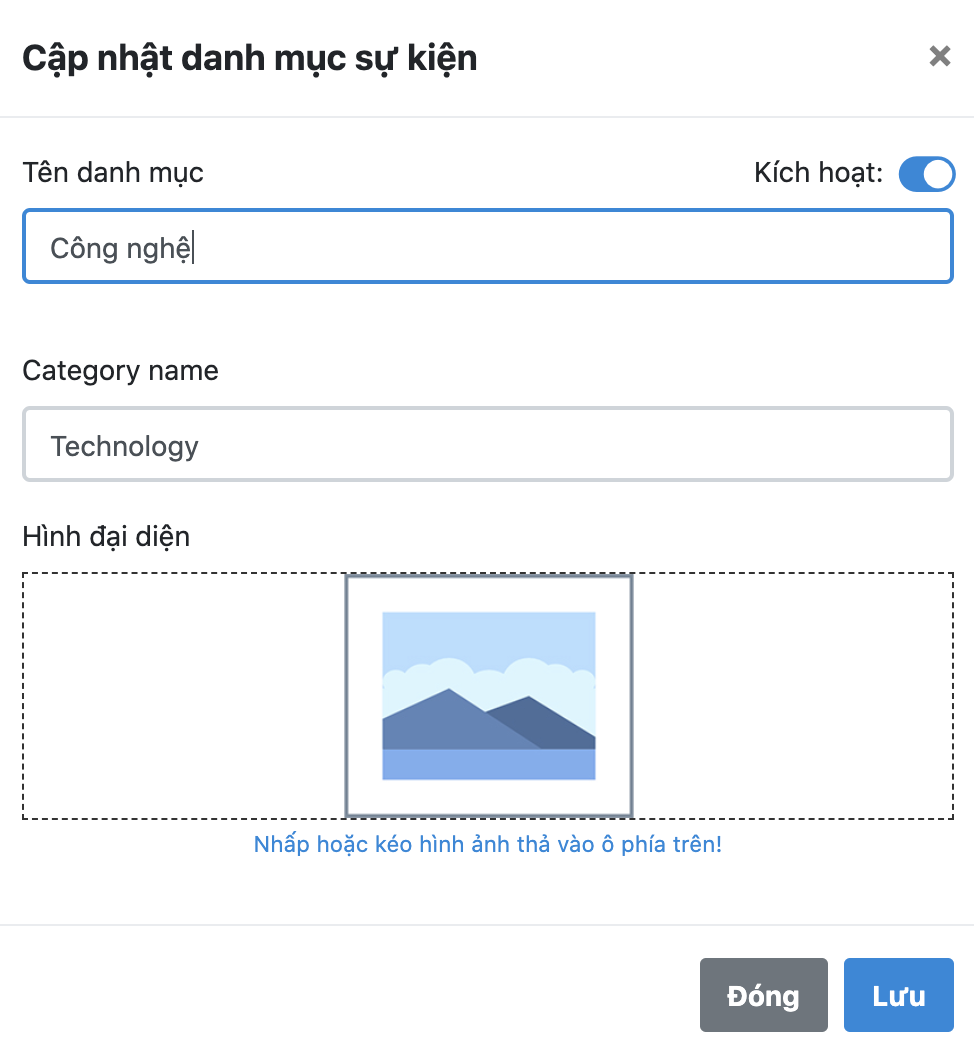 Cập nhật danh mục sự kiện
Tên danh mục
Kích hoạt:
Công nghệ
Category name
Technology
Hình đại diện
Nhấp hoặc kéo hình ảnh thả vào ô phía trên!
Đóng
Lưu